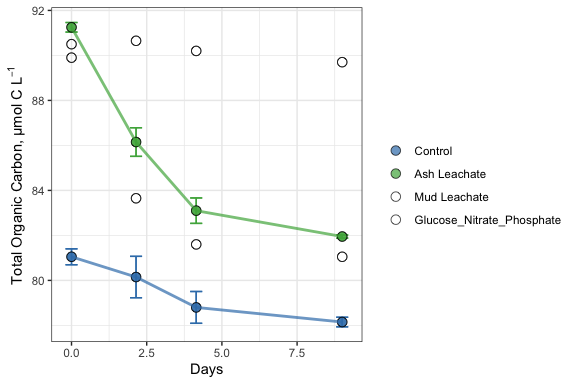 Total Organic Carbon, μmol C L⁻¹
92
88
84
80
0.0 2.5 5.0 7.5
Days
Control
Ash Leachate
Mud Leachate
Glucose_Nitrate_Phosphate